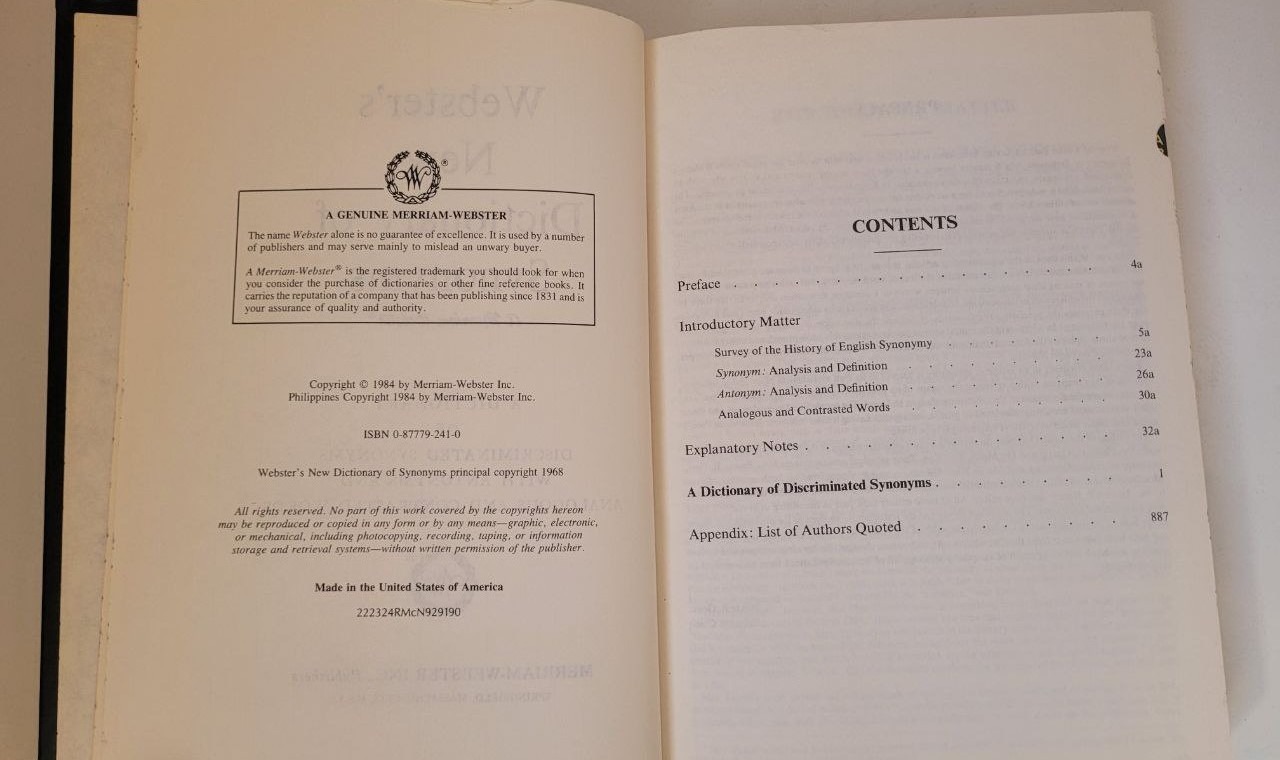 A GENUINE MERRIAM-WEBSTER
The name Webster alone is no guarantee of excellence. It is used by a number
of publishers and may serve mainly to mislead an unwary buyer.
A Merriam-Webster® is the registered trademark you should look for when
you consider the purchase of dictionaries or other fine reference books. It
carries the reputation of a company that has been publishing since 1831 and is
your assurance of quality and authority.
Copyright © 1984 by Merriam-Webster Inc.
Philippines Copyright 1984 by Merriam-Webster Inc.
ISBN 0-87779-241-0
Webster's New Dictionary of Synonyms principal copyright 1968
All rights reserved. No part of this work covered by the copyrights hereon
may be reproduced or copied in any form or by any means—graphic, electronic,
or mechanical, including photocopying, recording, taping, or information
storage and retrieval systems—without written permission of the publisher.
Made in the United States of America
222324RMcN929190
CONTENTS
Preface . . . . . . . . . . . . . . . . . . 4a
Introductory Matter
Survey of the History of English Synonymy . . . . . . . 5a
Synonym: Analysis and Definition . . . . . . . . 23a
Antonym: Analysis and Definition . . . . . . . . 26a
Analogous and Contrasted Words . . . . . . . . 30a
Explanatory Notes . . . . . . . . . . . . . 32a
A Dictionary of Discriminated Synonyms . . . . . . . . 1
Appendix: List of Authors Quoted . . . . . . . . . 887